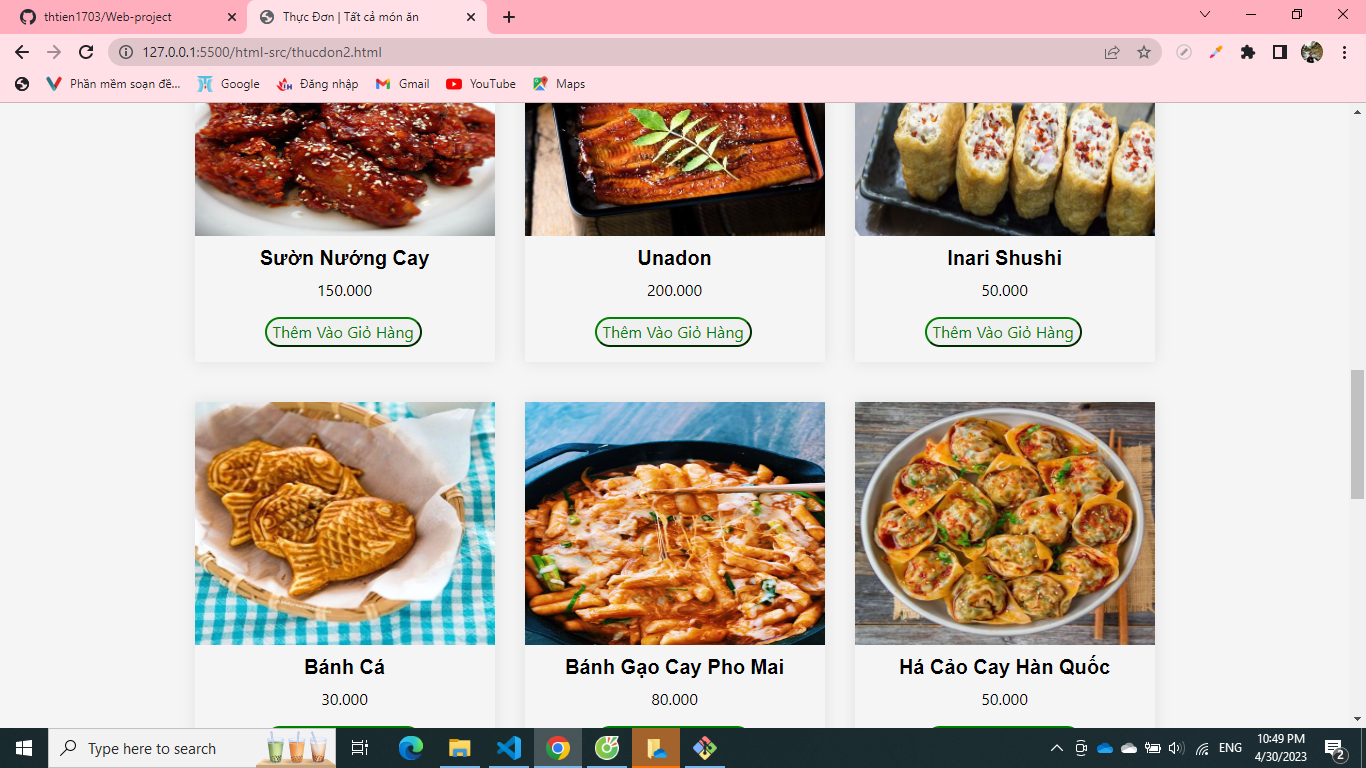 thtien1703/Web-project
Thực Đơn | Tất cả món ăn
127.0.0.1:5500/html-src/thucdon2.html
Phần mềm soạn đề...
Google
Đăng nhập
Gmail
YouTube
Maps
Sườn Nướng Cay
Unadon
Inari Shushi
150.000
200.000
50.000
Thêm Vào Giỏ Hàng
Thêm Vào Giỏ Hàng
Thêm Vào Giỏ Hàng
Bánh Cá
Bánh Gạo Cay Pho Mai
Há Cảo Cay Hàn Quốc
30.000
80.000
50.000
Type here to search
ENG
10:49 PM
4/30/2023
2